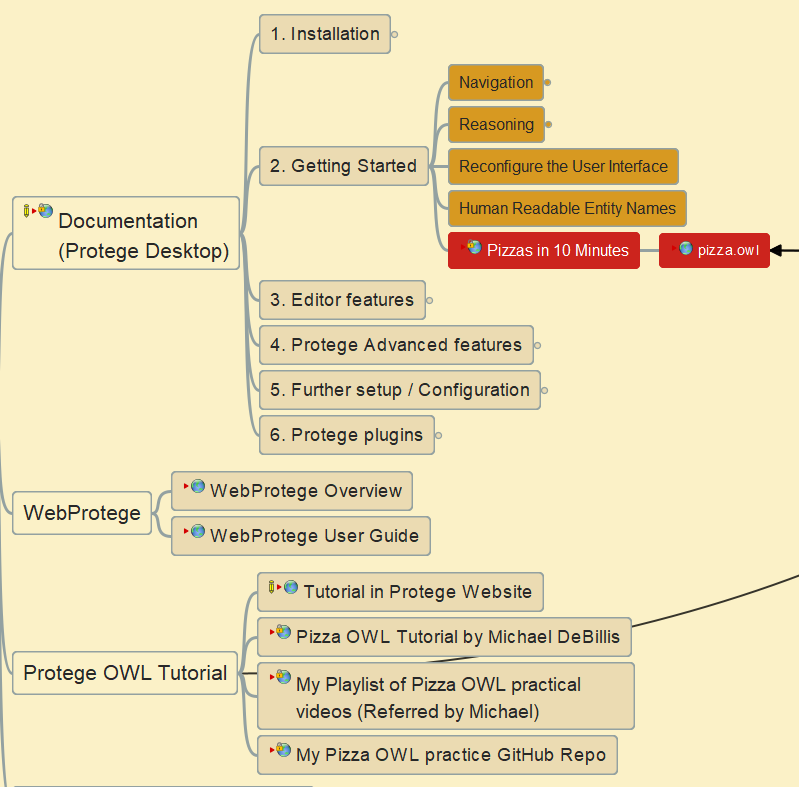 1. Installation
Navigation
Reasoning
2. Getting Started
Reconfigure the User Interface
Human Readable Entity Names
Documentation
(Protege Desktop)
Pizzas in 10 Minutes
pizza.owl
3. Editor features
4. Protege Advanced features
5. Further setup / Configuration
6. Protege plugins
WebProtege
WebProtege Overview
WebProtege User Guide
Protege OWL Tutorial
Tutorial in Protege Website
Pizza OWL Tutorial by Michael DeBillis
My Playlist of Pizza OWL practical
videos (Referred by Michael)
My Pizza OWL practice GitHub Repo